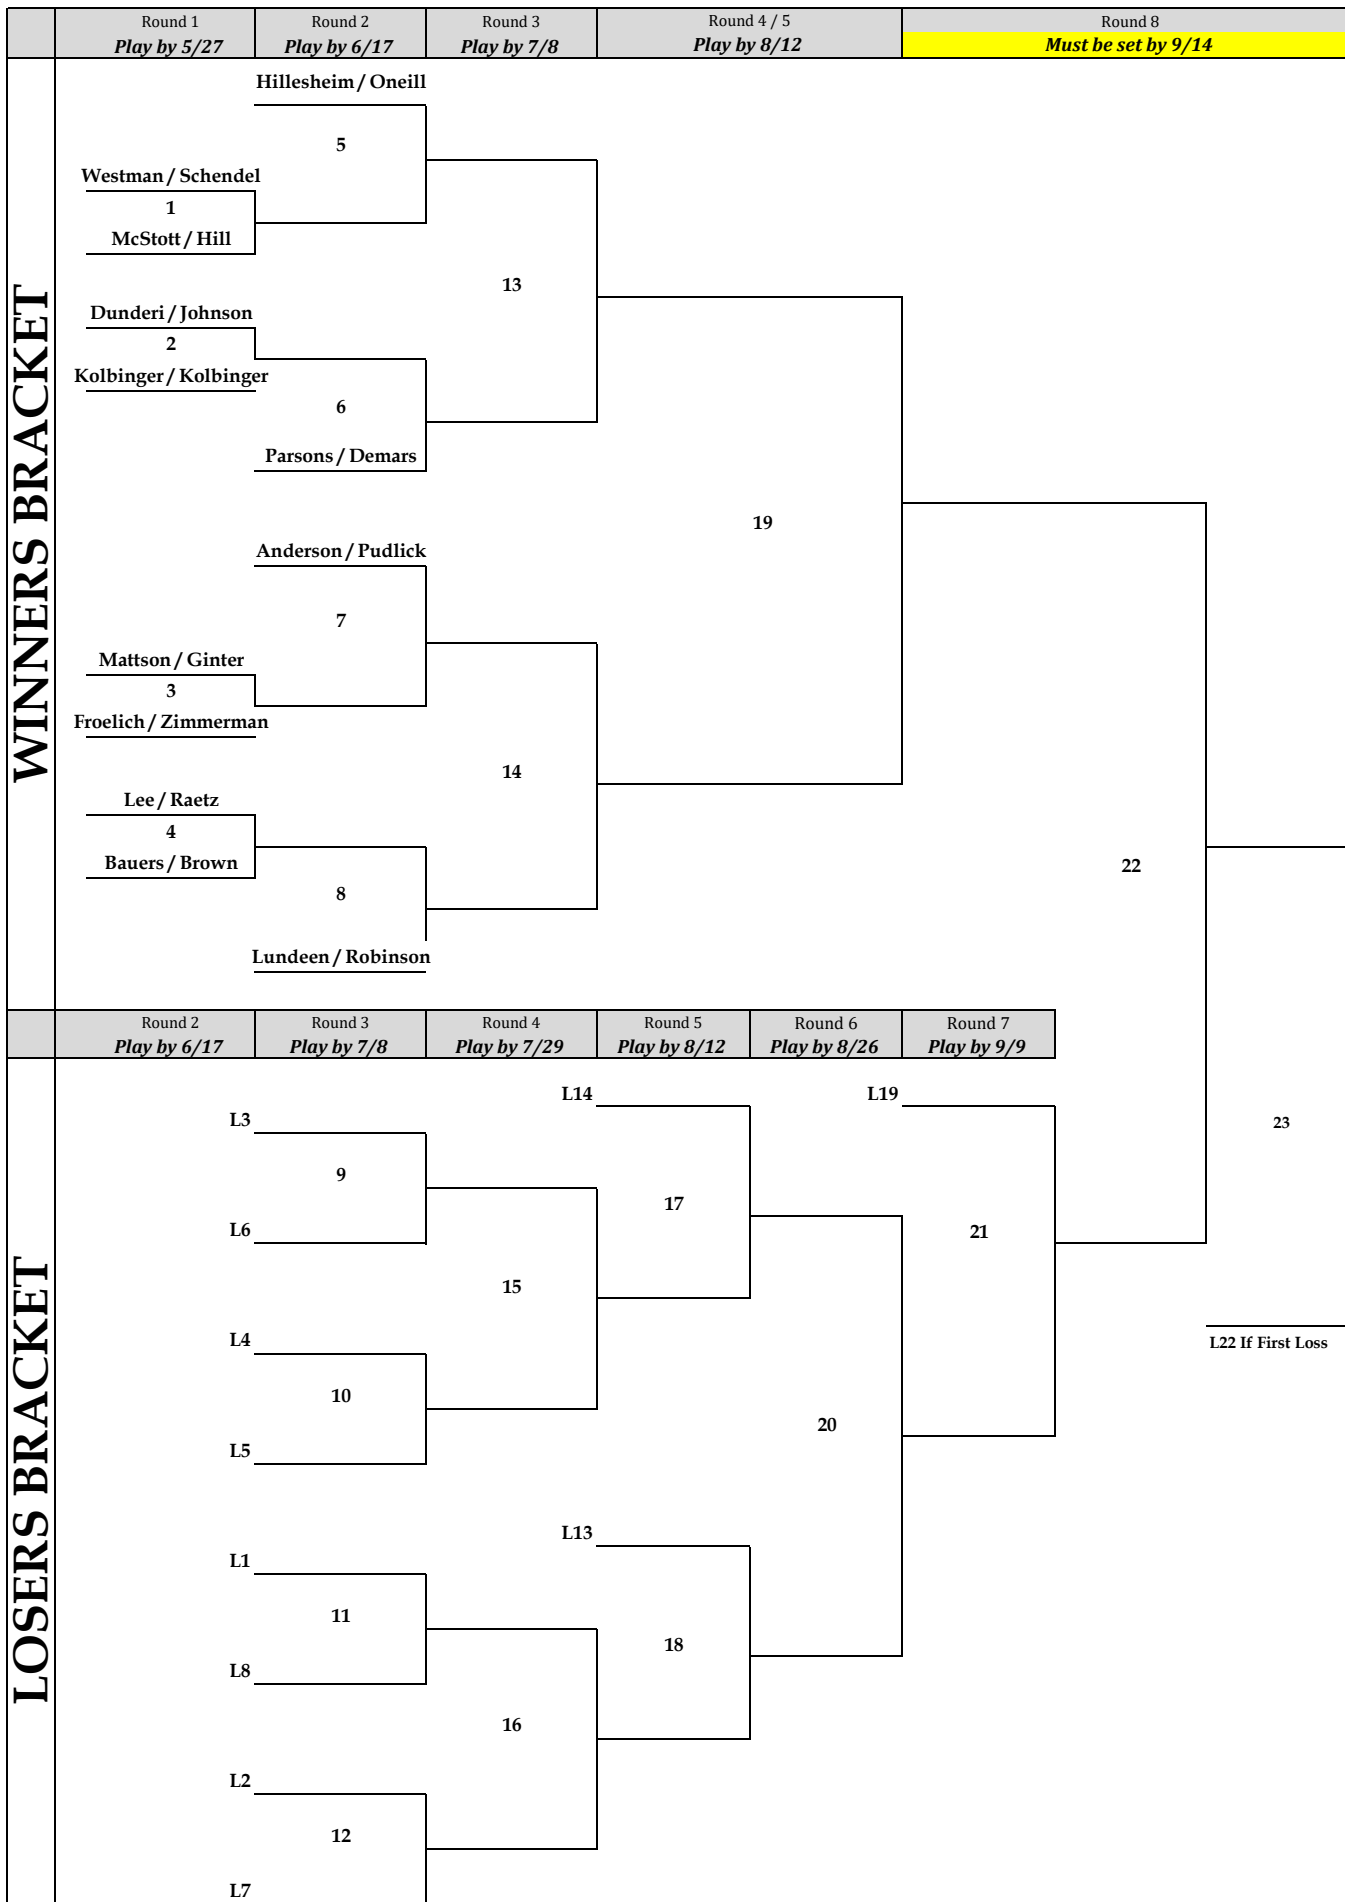 Round 1
Round 2
Round 3
Round 4 / 5
Round 8
Play by 5/27
Play by 6/17
Play by 7/8
Play by 8/12
Must be set by 9/14
WINNERS BRACKET
Hillesheim / Oneill
5
Westman / Schendel
1
McStott / Hill
13
Dunderi / Johnson
2
Kolbinger / Kolbinger
6
Parsons / Demars
19
Anderson / Pudlick
7
Mattson / Ginter
3
Froelich / Zimmerman
14
Lee / Raetz
4
Bauers / Brown
22
8
Lundeen / Robinson
Round 2
Round 3
Round 4
Round 5
Round 6
Round 7
Play by 6/17
Play by 7/8
Play by 7/29
Play by 8/12
Play by 8/26
Play by 9/9
LOSERS BRACKET
L14
L19
L3
23
9
17
L6
21
15
L4
L22 If First Loss
10
20
L5
L13
L1
11
18
L8
16
L2
12
L7